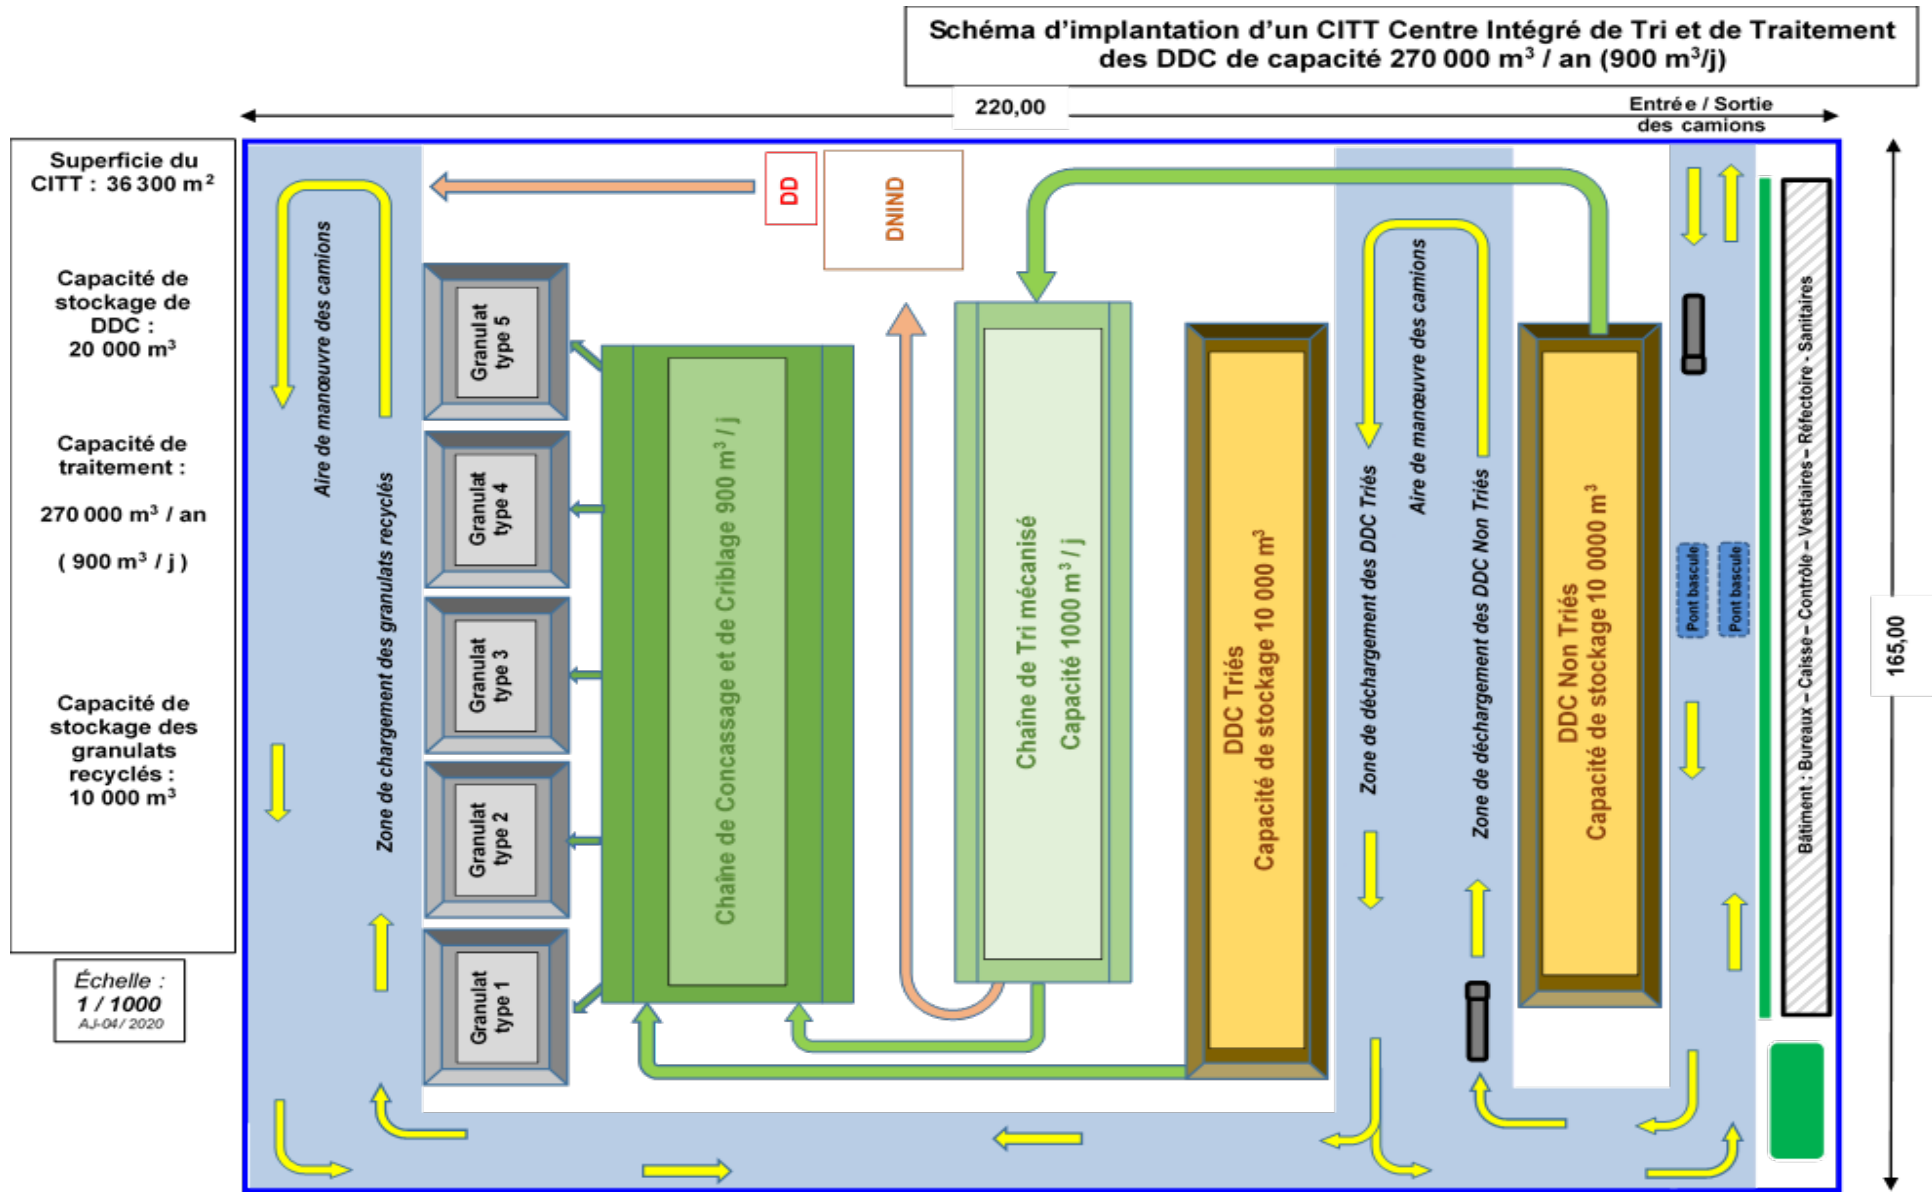 Schéma d’implantation d’un CITT Centre Intégré de Tri et de Traitement
des DDC de capacité 270 000 m³ / an (900 m³/j)
220,00
Entrée / Sortie
des camions
Superficie du
CITT : 36 300 m²
Capacité de
stockage de
DDC :
20 000 m³
Capacité de
traitement :
270 000 m³ / an
( 900 m³ / j )
Capacité de
stockage des
granulats
recyclés :
10 000 m³
Échelle :
1 / 1000
AJ-04/ 2020
Aire de manœuvre des camions
Zone de chargement des granulats recyclés
Granulat
type 5
Granulat
type 4
Granulat
type 3
Granulat
type 2
Granulat
type 1
Chaîne de Concassage et de Criblage 900 m³ / j
DD
DNIND
Chaîne de Tri mécanisé
Capacité 1000 m³ / j
DDC Triés
Capacité de stockage 10 000 m³
Zone de déchargement des DDC Triés
Aire de manœuvre des camions
Zone de déchargement des DDC Non Triés
DDC Non Triés
Capacité de stockage 10 0000 m³
Pont bascule
Pont bascule
Bâtiment : Bureaux – Caisse – Contrôle – Vestiaires – Réfectoire - Sanitaires
165,00